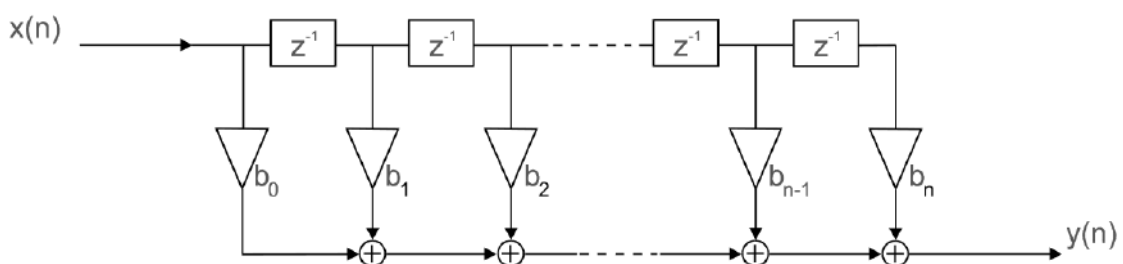 x(n)
z⁻¹ z⁻¹ z⁻¹ z⁻¹
b₀ b₁ b₂ bₙ₋₁ bₙ
y(n)